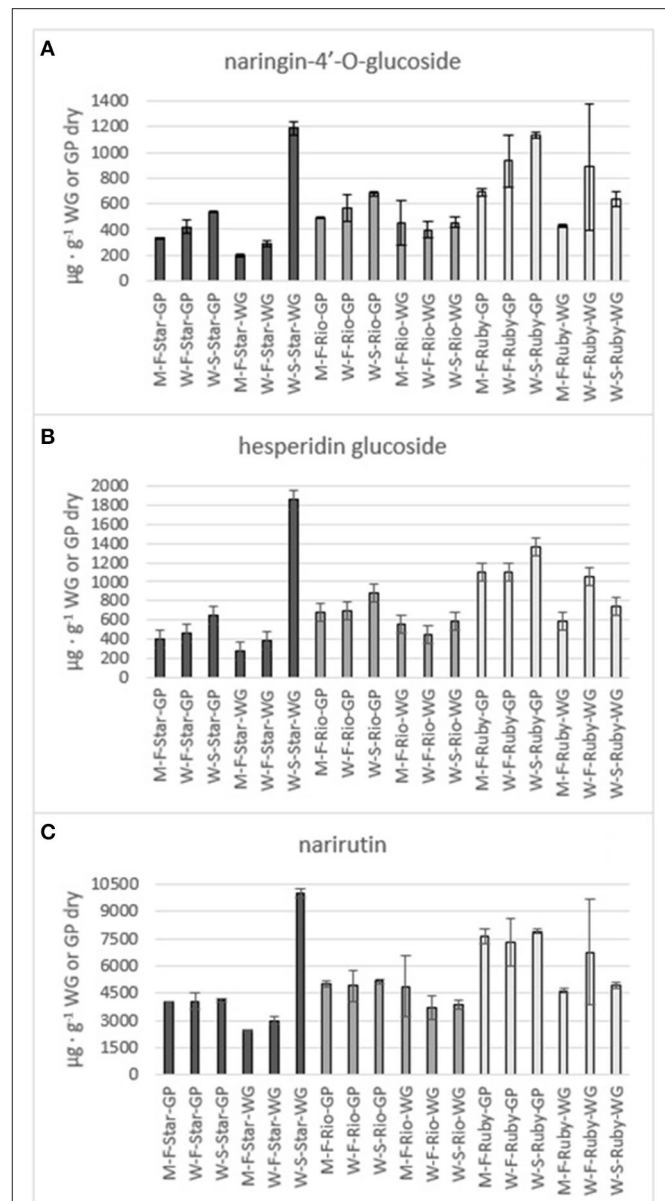 A
naringin-4′-O-glucoside
µg · g⁻¹ WG or GP dry
1400
1200
1000
800
600
400
200
0
M-F-Star-GP
W-F-Star-GP
W-S-Star-GP
M-F-Star-WG
W-F-Star-WG
W-S-Star-WG
M-F-Rio-GP
W-F-Rio-GP
W-S-Rio-GP
M-F-Rio-WG
W-F-Rio-WG
W-S-Rio-WG
M-F-Ruby-GP
W-F-Ruby-GP
W-S-Ruby-GP
M-F-Ruby-WG
W-F-Ruby-WG
W-S-Ruby-WG
B
hesperidin glucoside
µg · g⁻¹ WG or GP dry
2000
1800
1600
1400
1200
1000
800
600
400
200
0
M-F-Star-GP
W-F-Star-GP
W-S-Star-GP
M-F-Star-WG
W-F-Star-WG
W-S-Star-WG
M-F-Rio-GP
W-F-Rio-GP
W-S-Rio-GP
M-F-Rio-WG
W-F-Rio-WG
W-S-Rio-WG
M-F-Ruby-GP
W-F-Ruby-GP
W-S-Ruby-GP
M-F-Ruby-WG
W-F-Ruby-WG
W-S-Ruby-WG
C
narirutin
µg · g⁻¹ WG or GP dry
10500
9000
7500
6000
4500
3000
1500
0
M-F-Star-GP
W-F-Star-GP
W-S-Star-GP
M-F-Star-WG
W-F-Star-WG
W-S-Star-WG
M-F-Rio-GP
W-F-Rio-GP
W-S-Rio-GP
M-F-Rio-WG
W-F-Rio-WG
W-S-Rio-WG
M-F-Ruby-GP
W-F-Ruby-GP
W-S-Ruby-GP
M-F-Ruby-WG
W-F-Ruby-WG
W-S-Ruby-WG